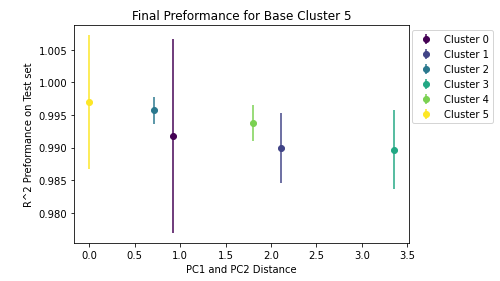 Final Preformance for Base Cluster 5
R^2 Preformance on Test set
1.005
1.000
0.995
0.990
0.985
0.980
0.0 0.5 1.0 1.5 2.0 2.5 3.0 3.5
PC1 and PC2 Distance
Cluster 0
Cluster 1
Cluster 2
Cluster 3
Cluster 4
Cluster 5